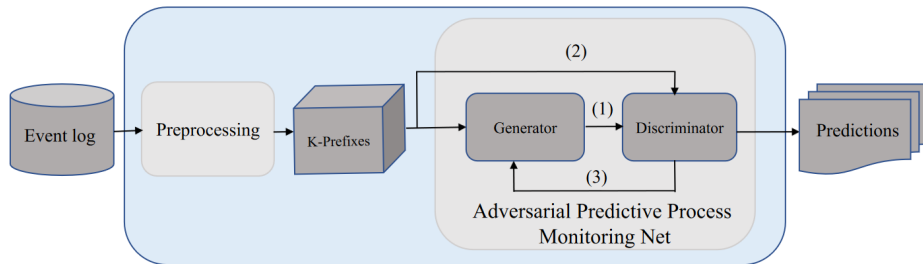 (2)
Event log
Preprocessing
K-Prefixes
Generator
(1)
Discriminator
Predictions
(3)
Adversarial Predictive Process
Monitoring Net